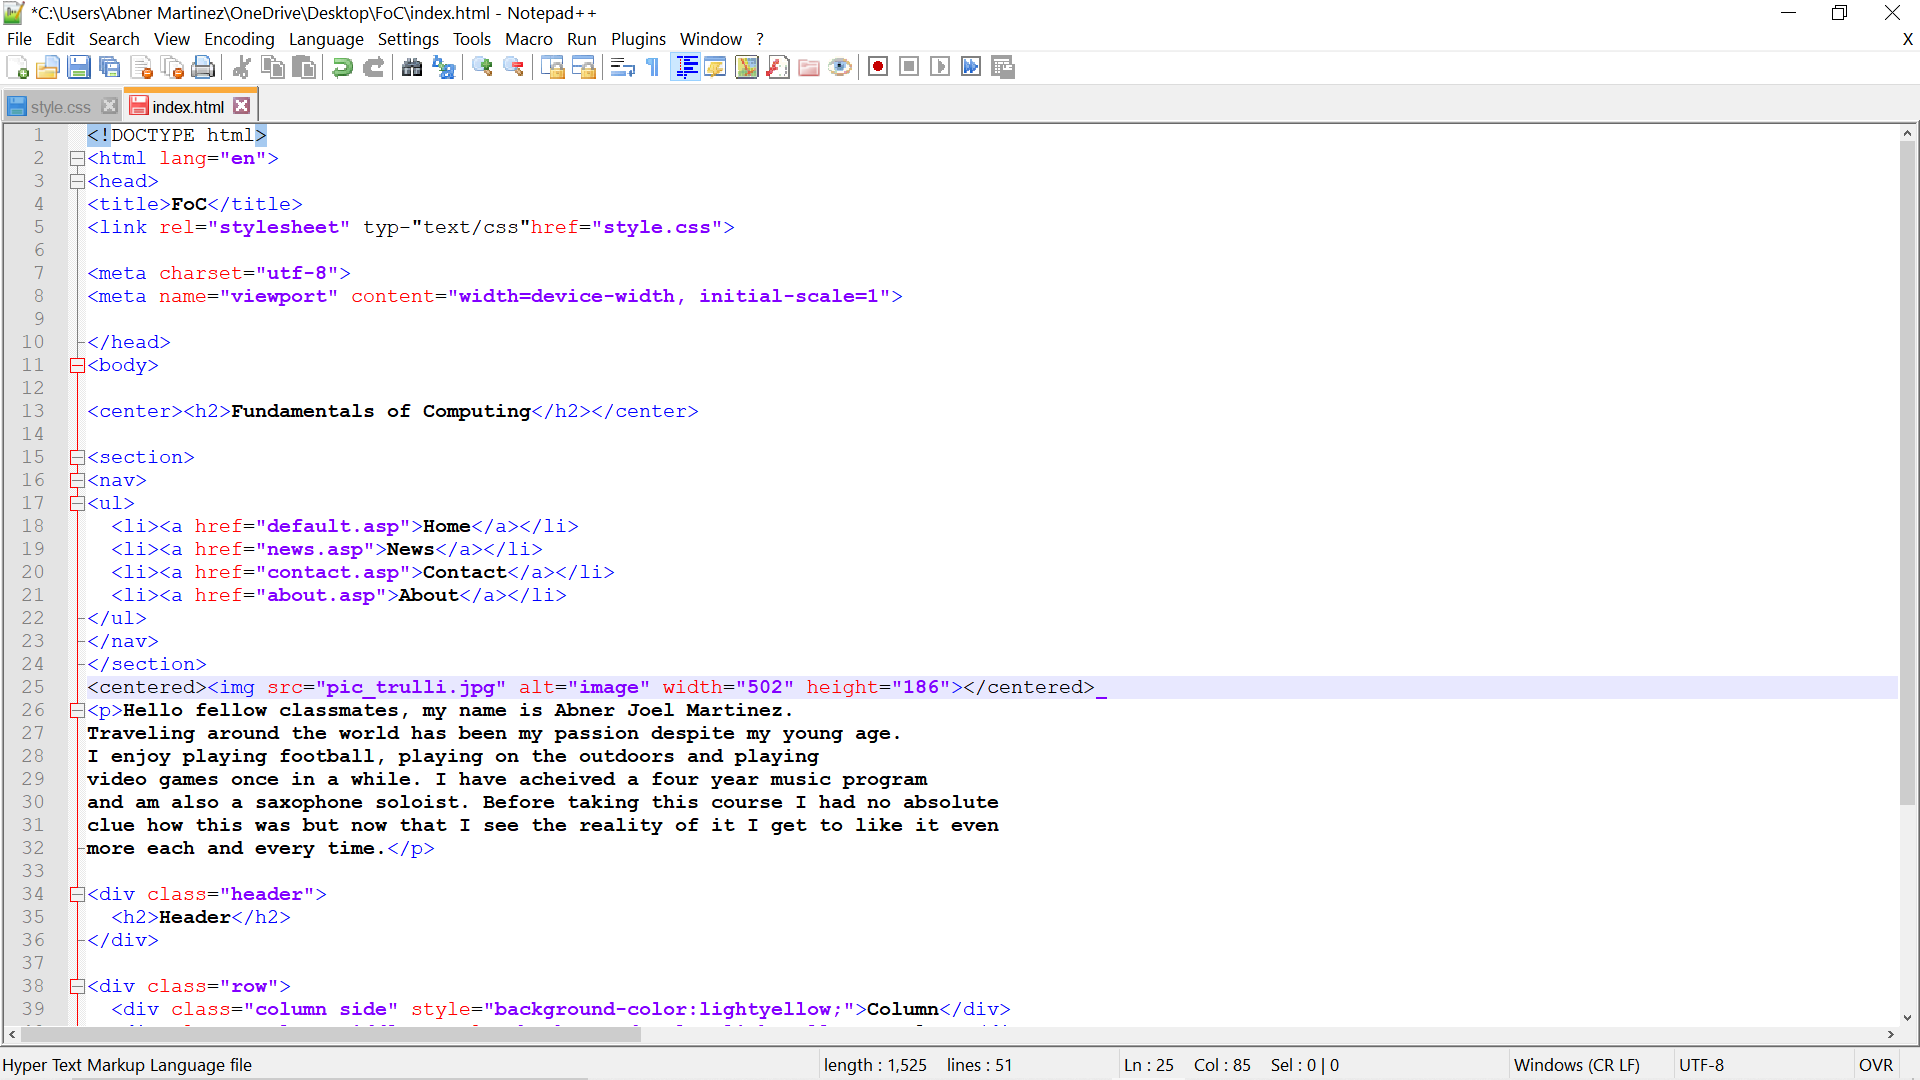 *C:\Users\Abner Martinez\OneDrive\Desktop\FoC\index.html - Notepad++
File Edit Search View Encoding Language Settings Tools Macro Run Plugins Window ? X
style.css index.html
1 <!DOCTYPE html>
2 <html lang="en">
3 <head>
4 <title>FoC</title>
5 <link rel="stylesheet" typ-"text/css"href="style.css">
6
7 <meta charset="utf-8">
8 <meta name="viewport" content="width=device-width, initial-scale=1">
9
10 </head>
11 <body>
12
13 <center><h2>Fundamentals of Computing</h2></center>
14
15 <section>
16 <nav>
17 <ul>
18 <li><a href="default.asp">Home</a></li>
19 <li><a href="news.asp">News</a></li>
20 <li><a href="contact.asp">Contact</a></li>
21 <li><a href="about.asp">About</a></li>
22 </ul>
23 </nav>
24 </section>
25 <centered><img src="pic_trulli.jpg" alt="image" width="502" height="186"></centered>
26 <p>Hello fellow classmates, my name is Abner Joel Martinez.
27 Traveling around the world has been my passion despite my young age.
28 I enjoy playing football, playing on the outdoors and playing
29 video games once in a while. I have acheived a four year music program
30 and am also a saxophone soloist. Before taking this course I had no absolute
31 clue how this was but now that I see the reality of it I get to like it even
32 more each and every time.</p>
33
34 <div class="header">
35 <h2>Header</h2>
36 </div>
37
38 <div class="row">
39 <div class="column side" style="background-color:lightyellow;">Column</div>
Hyper Text Markup Language file length : 1,525 lines : 51 Ln : 25 Col : 85 Sel : 0 | 0 Windows (CR LF) UTF-8 OVR